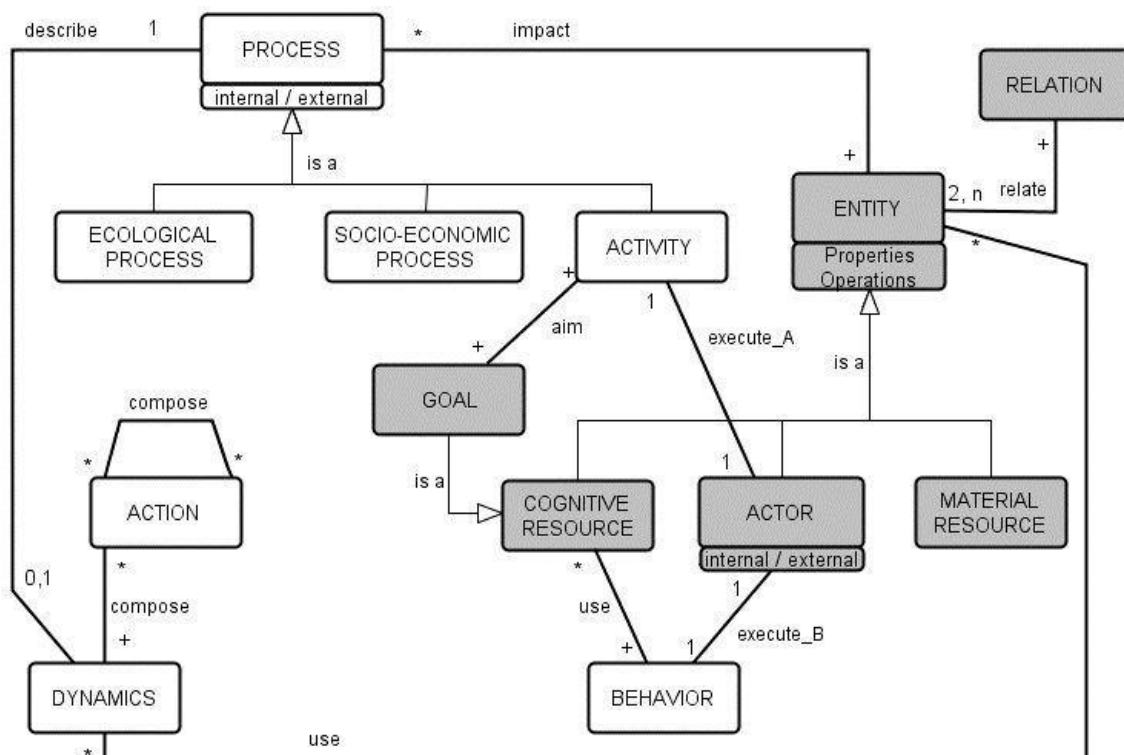 describe
1
PROCESS
*
impact
internal / external
RELATION
is a
+
+
2, n
relate
ENTITY
*
Properties
Operations
ECOLOGICAL
PROCESS
SOCIO-ECONOMIC
PROCESS
ACTIVITY
+
1
aim
execute_A
+
is a
GOAL
compose
*
*
is a
1
ACTION
COGNITIVE
RESOURCE
ACTOR
MATERIAL
RESOURCE
internal / external
*
*
0,1
compose
use
1
+
execute_B
+
1
DYNAMICS
BEHAVIOR
*
use